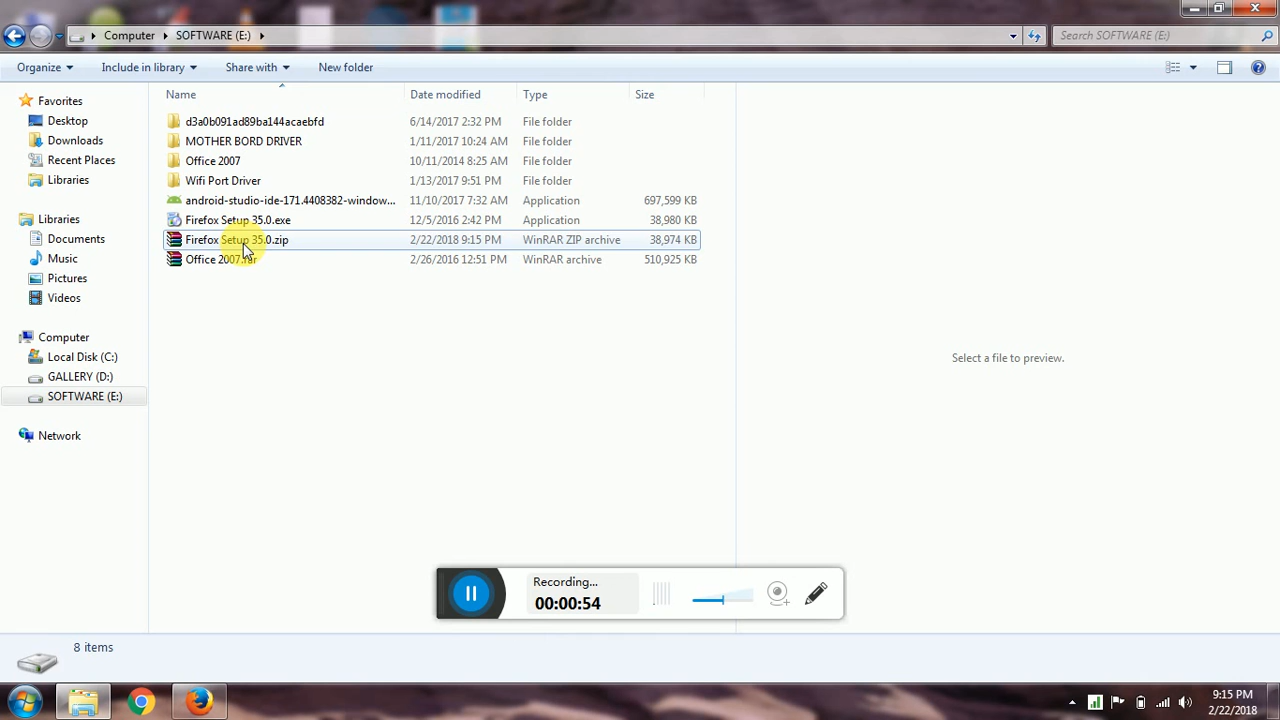 Computer SOFTWARE (E:) Search SOFTWARE (E:)
Organize Include in library Share with New folder
Name Date modified Type Size
Favorites
Desktop
Downloads
Recent Places
Libraries
Libraries
Documents
Music
Pictures
Videos
Computer
Local Disk (C:)
GALLERY (D:)
SOFTWARE (E:)
Network
d3a0b091ad89ba144acaebfd 6/14/2017 2:32 PM File folder
MOTHER BORD DRIVER 1/11/2017 10:24 AM File folder
Office 2007 10/11/2014 8:25 AM File folder
Wifi Port Driver 1/13/2017 9:51 PM File folder
android-studio-ide-171.4408382-window... 11/10/2017 7:32 AM Application 697,599 KB
Firefox Setup 35.0.exe 12/5/2016 2:42 PM Application 38,980 KB
Firefox Setup 35.0.zip 2/22/2018 9:15 PM WinRAR ZIP archive 38,974 KB
Office 2007.rar 2/26/2016 12:51 PM WinRAR archive 510,925 KB
Select a file to preview.
Recording...
00:00:54
8 items
9:15 PM
2/22/2018